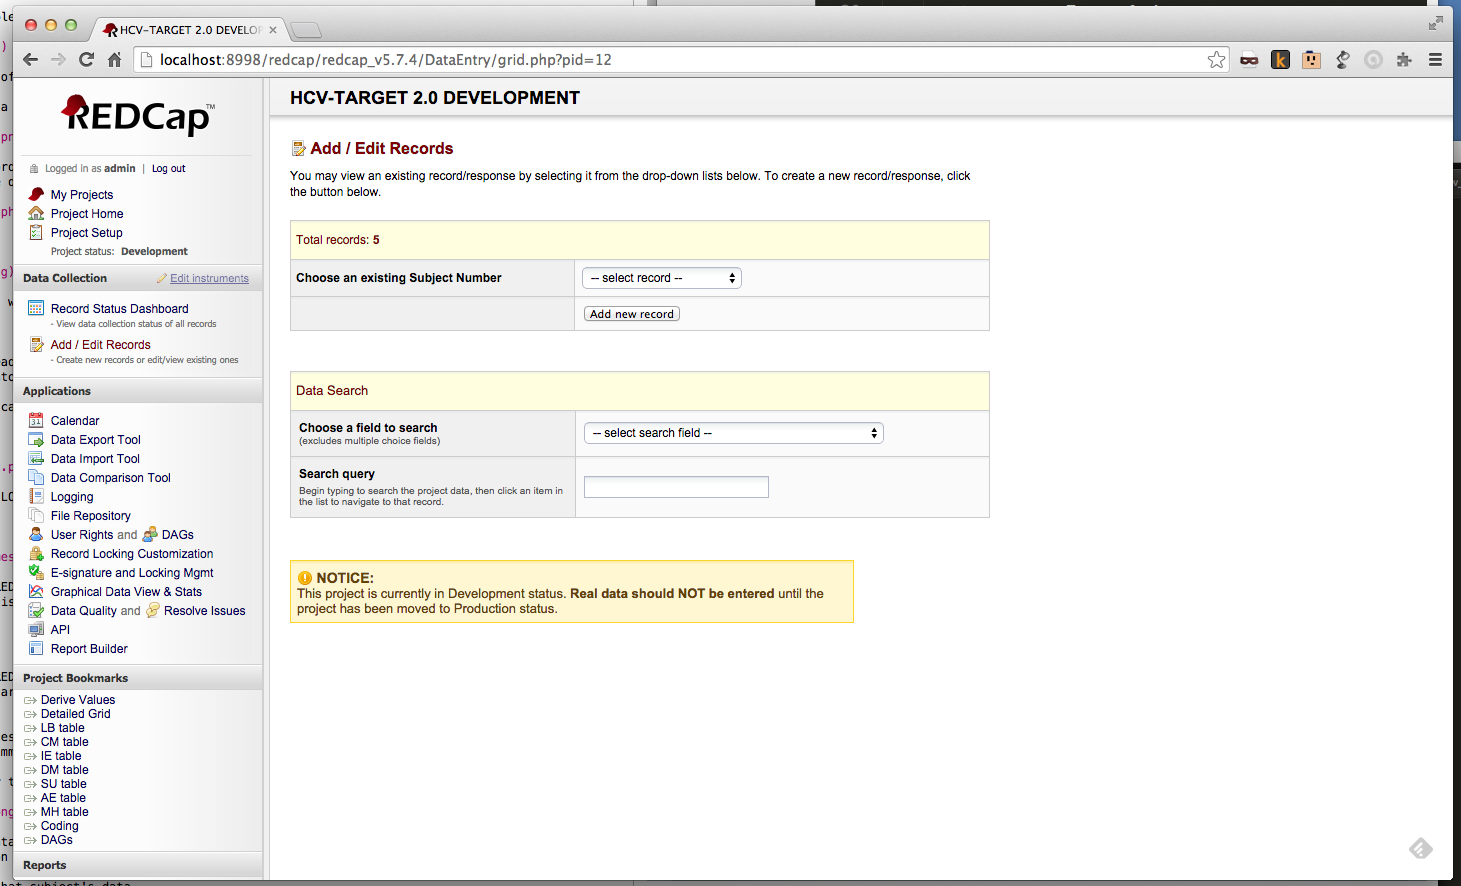 HCV-TARGET 2.0 DEVELOP
localhost:8998/redcap/redcap_v5.7.4/DataEntry/grid.php?pid=12
REDCap™
Logged in as admin | Log out
My Projects
Project Home
Project Setup
Project status: Development
Data Collection Edit instruments
Record Status Dashboard
- View data collection status of all records
Add / Edit Records
- Create new records or edit/view existing ones
Applications
31 Calendar
Data Export Tool
Data Import Tool
Data Comparison Tool
Logging
File Repository
User Rights and DAGs
Record Locking Customization
E-signature and Locking Mgmt
Graphical Data View & Stats
Data Quality and Resolve Issues
API
Report Builder
Project Bookmarks
Derive Values
Detailed Grid
LB table
CM table
IE table
DM table
SU table
AE table
MH table
Coding
DAGs
Reports
HCV-TARGET 2.0 DEVELOPMENT
Add / Edit Records
You may view an existing record/response by selecting it from the drop-down lists below. To create a new record/response, click
the button below.
Total records: 5
Choose an existing Subject Number -- select record --
Add new record
Data Search
Choose a field to search -- select search field --
(excludes multiple choice fields)
Search query
Begin typing to search the project data, then click an item in
the list to navigate to that record.
NOTICE:
This project is currently in Development status. Real data should NOT be entered until the
project has been moved to Production status.